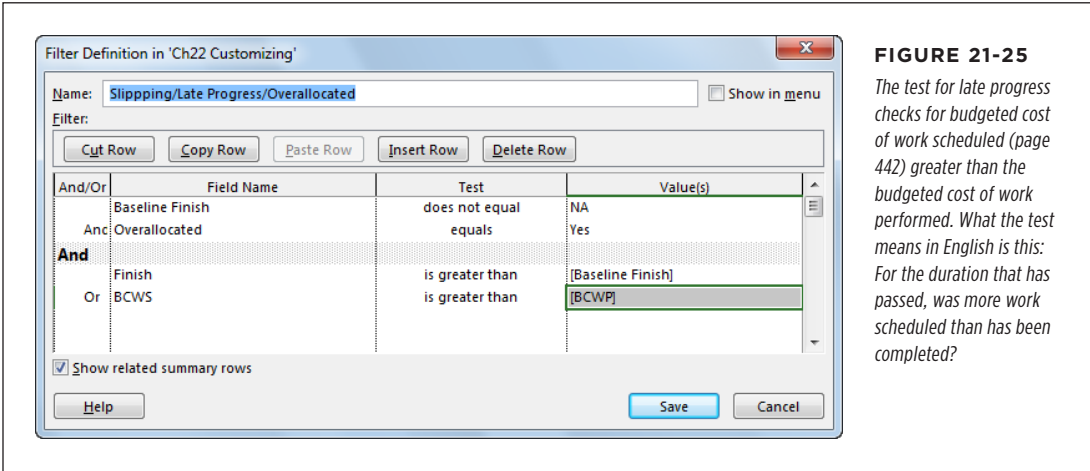 Filter Definition in 'Ch22 Customizing'
Name: Slippping/Late Progress/Overallocated Show in menu
Filter:
Cut Row Copy Row Paste Row Insert Row Delete Row
And/Or Field Name Test Value(s)
Baseline Finish does not equal NA
Anc Overallocated equals Yes
And
Finish is greater than [Baseline Finish]
Or BCWS is greater than [BCWP]
Show related summary rows
Help Save Cancel
FIGURE 21-25
The test for late progress
checks for budgeted cost
of work scheduled (page
442) greater than the
budgeted cost of work
performed. What the test
means in English is this:
For the duration that has
passed, was more work
scheduled than has been
completed?